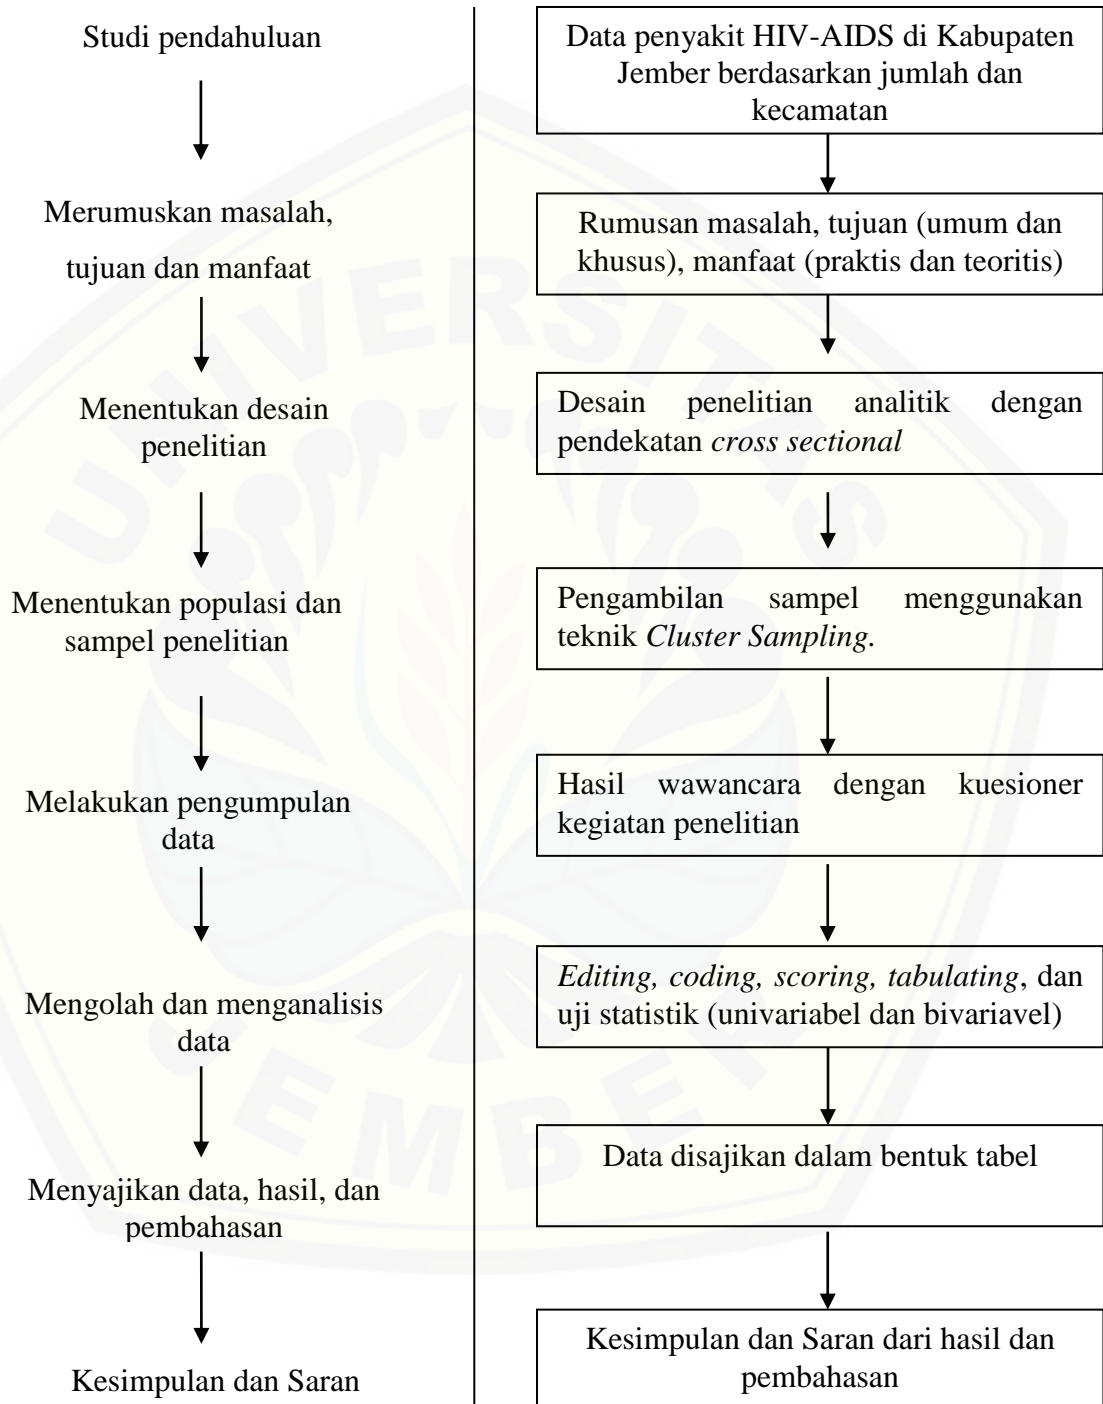 Studi pendahuluan
Data penyakit HIV-AIDS di Kabupaten
Jember berdasarkan jumlah dan
kecamatan
Merumuskan masalah,
tujuan dan manfaat
Rumusan masalah, tujuan (umum dan
khusus), manfaat (praktis dan teoritis)
Menentukan desain
penelitian
Desain penelitian analitik dengan
pendekatan cross sectional
Menentukan populasi dan
sampel penelitian
Pengambilan sampel menggunakan
teknik Cluster Sampling.
Melakukan pengumpulan
data
Hasil wawancara dengan kuesioner
kegiatan penelitian
Mengolah dan menganalisis
data
Editing, coding, scoring, tabulating, dan
uji statistik (univariabel dan bivariavel)
Menyajikan data, hasil, dan
pembahasan
Data disajikan dalam bentuk tabel
Kesimpulan dan Saran
Kesimpulan dan Saran dari hasil dan
pembahasan
UNIVERSITAS
JEMBER